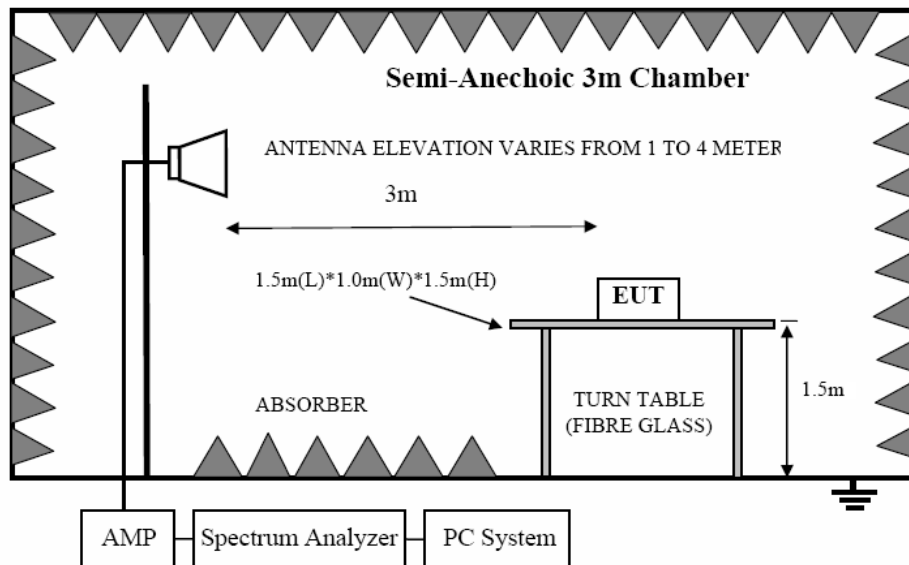 Semi-Anechoic 3m Chamber
ANTENNA ELEVATION VARIES FROM 1 TO 4 METER
3m
1.5m(L)*1.0m(W)*1.5m(H)
EUT
1.5m
ABSORBER
TURN TABLE
(FIBRE GLASS)
AMP
Spectrum Analyzer
PC System